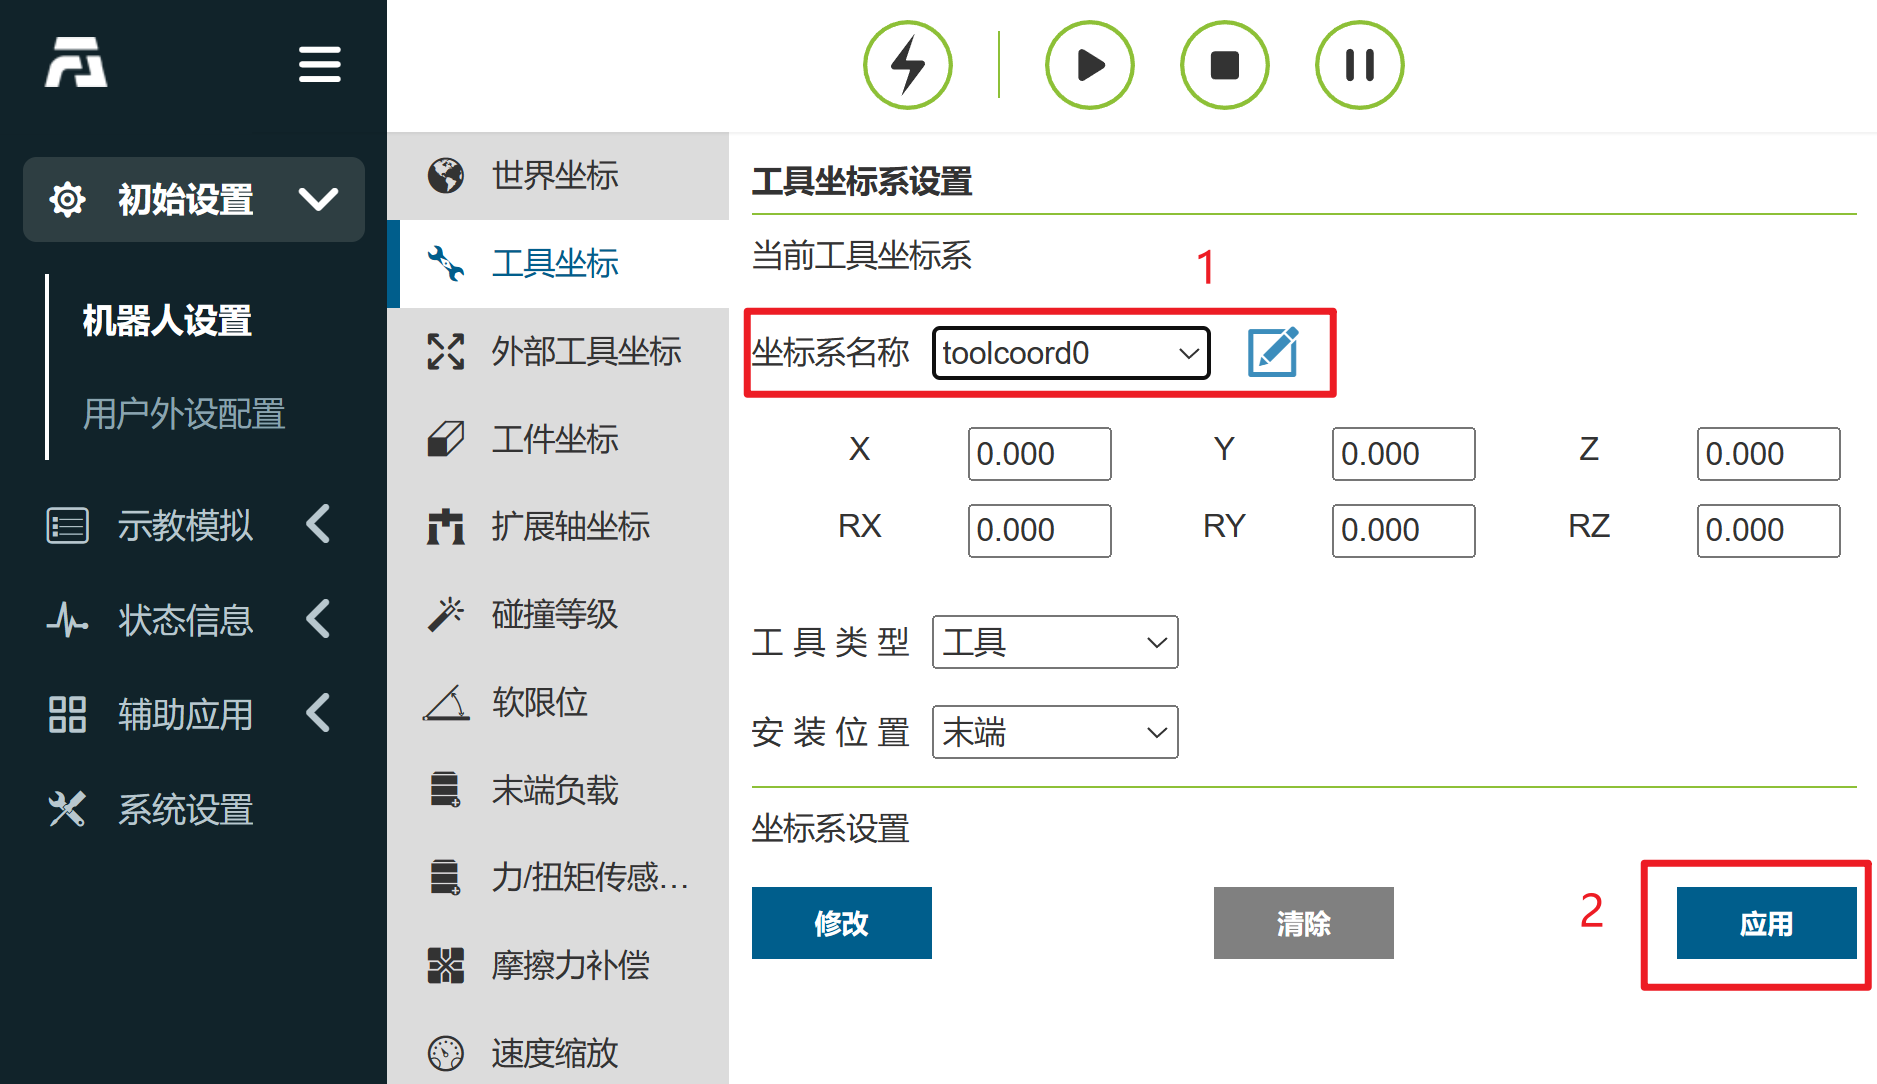 初始设置
机器人设置
用户外设配置
示教模拟
状态信息
辅助应用
系统设置
世界坐标
工具坐标
外部工具坐标
工件坐标
扩展轴坐标
碰撞等级
软限位
末端负载
力/扭矩传感...
摩擦力补偿
速度缩放
工具坐标系设置
当前工具坐标系
1
坐标系名称 toolcoord0
X 0.000 Y 0.000 Z 0.000
RX 0.000 RY 0.000 RZ 0.000
工具类型 工具
安装位置 末端
坐标系设置
修改 清除 2 应用